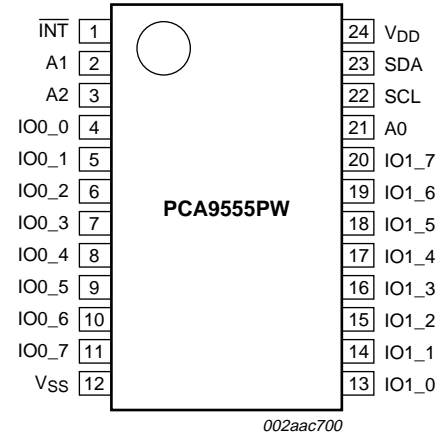 INT 1
A1 2
A2 3
IO0_0 4
IO0_1 5
IO0_2 6
IO0_3 7
IO0_4 8
IO0_5 9
IO0_6 10
IO0_7 11
VSS 12
PCA9555PW
24 VDD
23 SDA
22 SCL
21 A0
20 IO1_7
19 IO1_6
18 IO1_5
17 IO1_4
16 IO1_3
15 IO1_2
14 IO1_1
13 IO1_0
002aac700